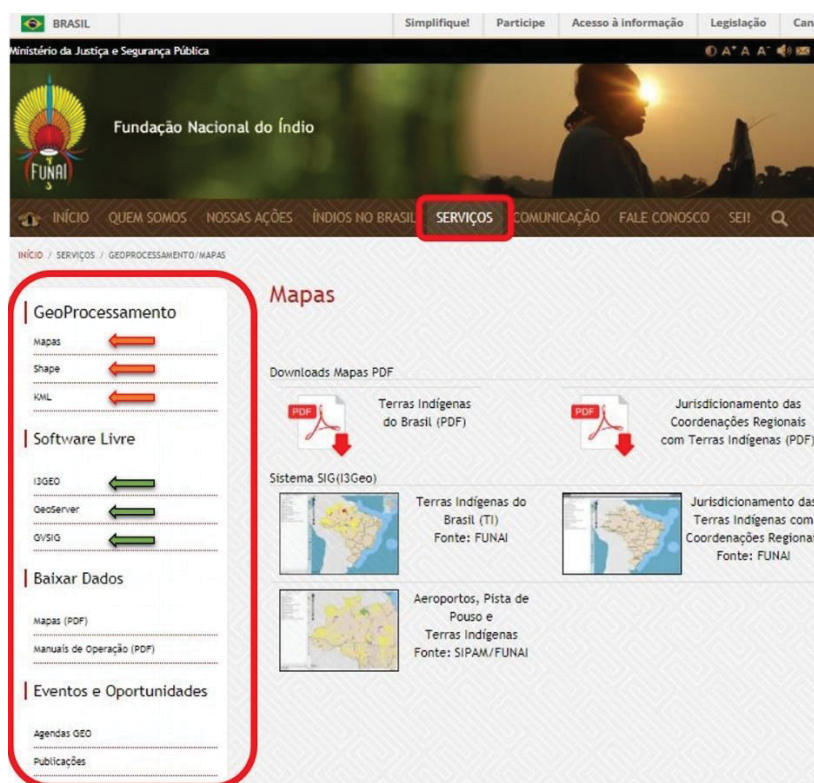 BRASIL
Simplifique! Participe Acesso à informação Legislação Can
Ministério da Justiça e Segurança Pública
A+ A A-
FUNAI
Fundação Nacional do Índio
INÍCIO QUEM SOMOS NOSSAS AÇÕES ÍNDIOS NO BRASIL SERVIÇOS COMUNICAÇÃO FALE CONOSCO SEI!
INÍCIO / SERVIÇOS / GEOPROCESSAMENTO/MAPAS
GeoProcessamento
Mapas
Shape
KML
Software Livre
I3GEO
GeoServer
GVSIG
Baixar Dados
Mapas (PDF)
Manuais de Operação (PDF)
Eventos e Oportunidades
Agendas GEO
Publicações
Mapas
Downloads Mapas PDF
PDF
Terras Indígenas
do Brasil (PDF)
PDF
Jurisdicionamento das
Coordenações Regionais
com Terras Indígenas (PDF)
Sistema SIG(I3Geo)
Terras Indígenas do
Brasil (TI)
Fonte: FUNAI
Jurisdicionamento das
Terras Indígenas com
Coordenações Regionai
Fonte: FUNAI
Aeroportos, Pista de
Pouso e
Terras Indígenas
Fonte: SIPAM/FUNAI